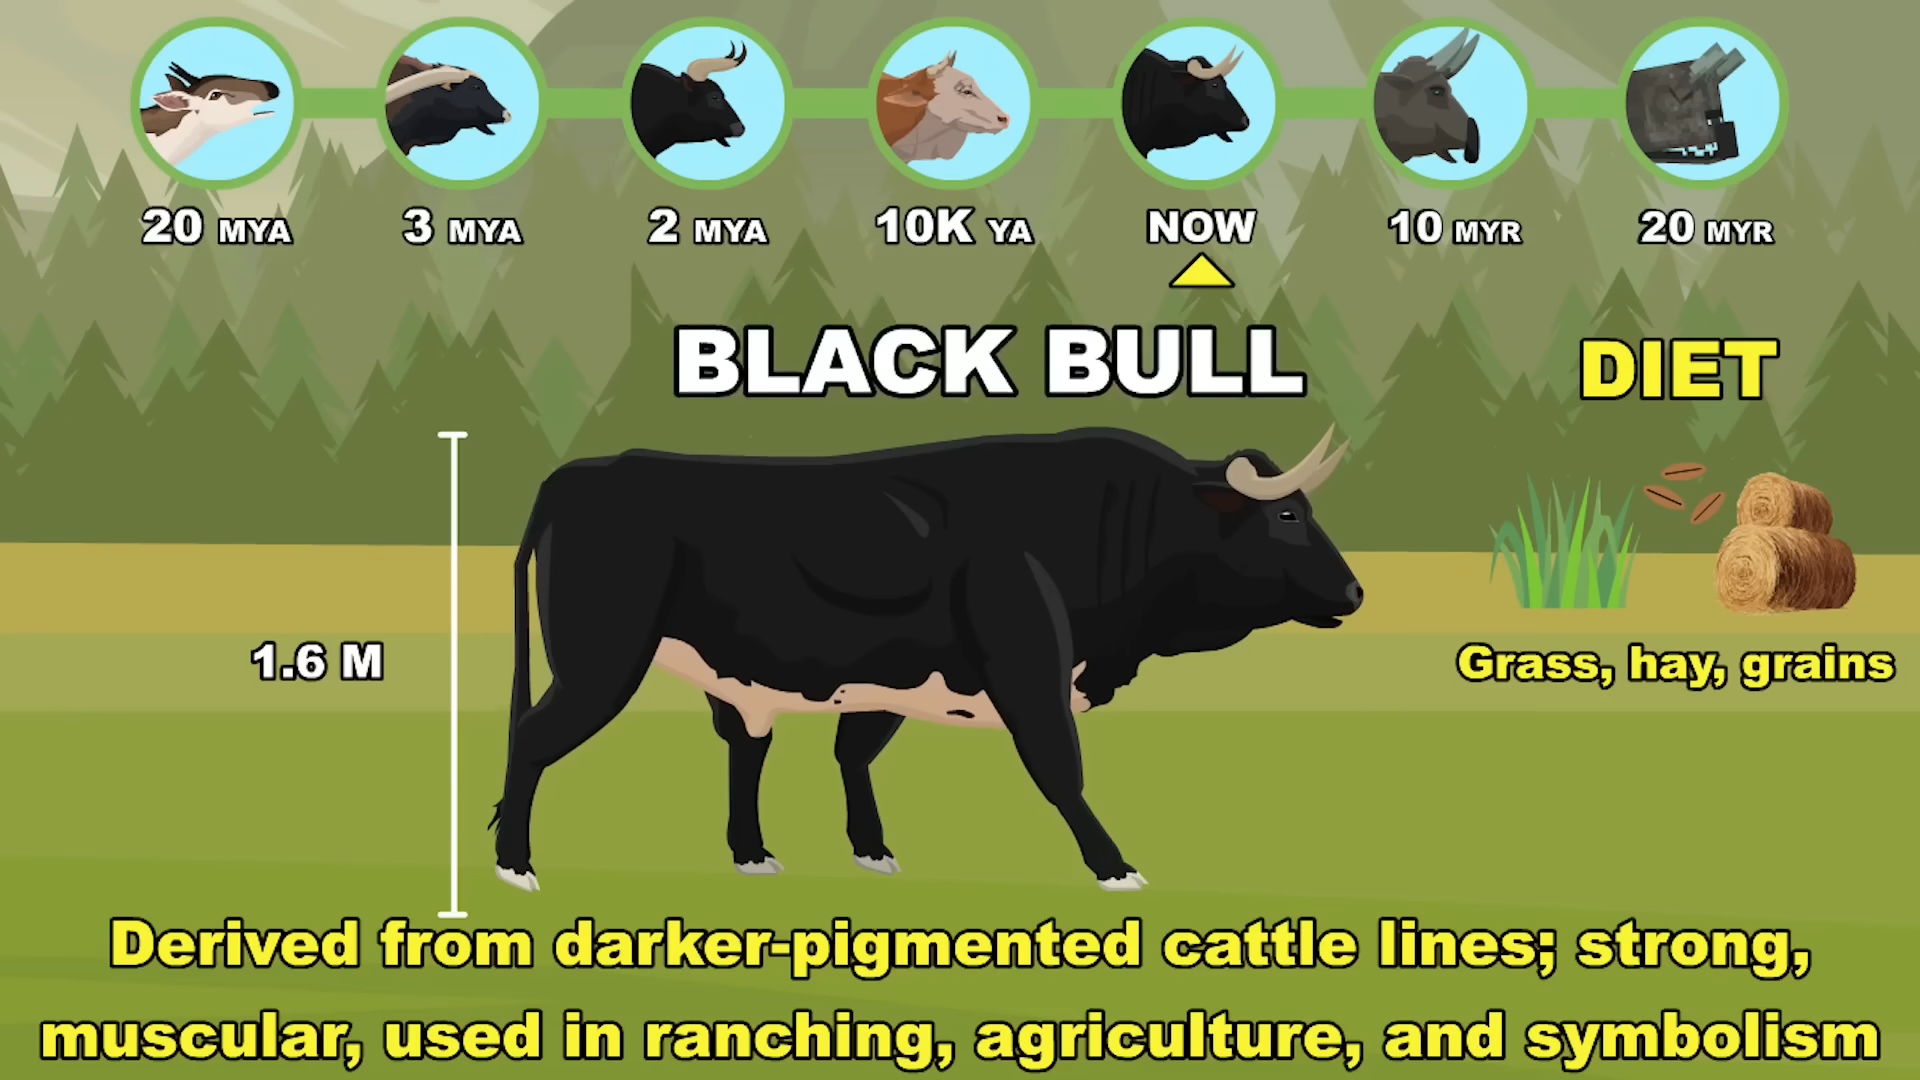 20 MYA
3 MYA
2 MYA
10K YA
NOW
10 MYR
20 MYR
BLACK BULL
DIET
1.6 M
Grass, hay, grains
Derived from darker-pigmented cattle lines; strong,
muscular, used in ranching, agriculture, and symbolism